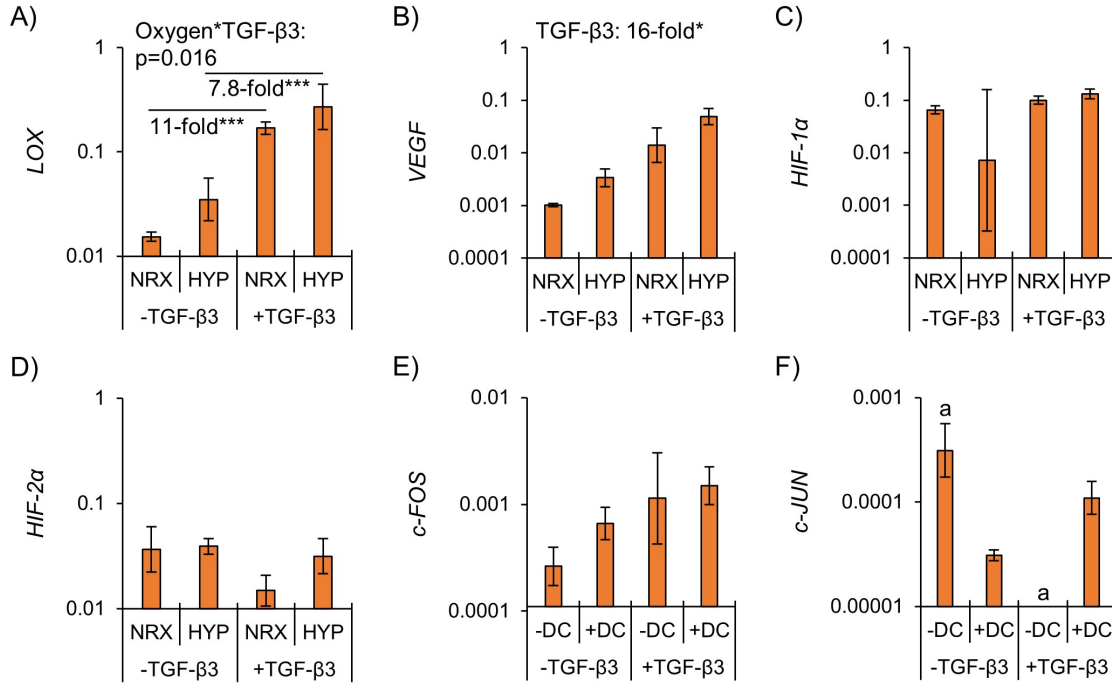 A)
Oxygen*TGF-β3:
p=0.016
7.8-fold***
11-fold***
LOX
1
0.1
0.01
NRX HYP NRX HYP
-TGF-β3 +TGF-β3
B)
TGF-β3: 16-fold*
VEGF
1
0.1
0.01
0.001
0.0001
NRX HYP NRX HYP
-TGF-β3 +TGF-β3
C)
HIF-1α
1
0.1
0.01
0.001
0.0001
NRX HYP NRX HYP
-TGF-β3 +TGF-β3
D)
HIF-2α
1
0.1
0.01
NRX HYP NRX HYP
-TGF-β3 +TGF-β3
E)
c-FOS
0.01
0.001
0.0001
-DC +DC -DC +DC
-TGF-β3 +TGF-β3
F)
c-JUN
0.001
0.0001
0.00001
a
a
-DC +DC -DC +DC
-TGF-β3 +TGF-β3